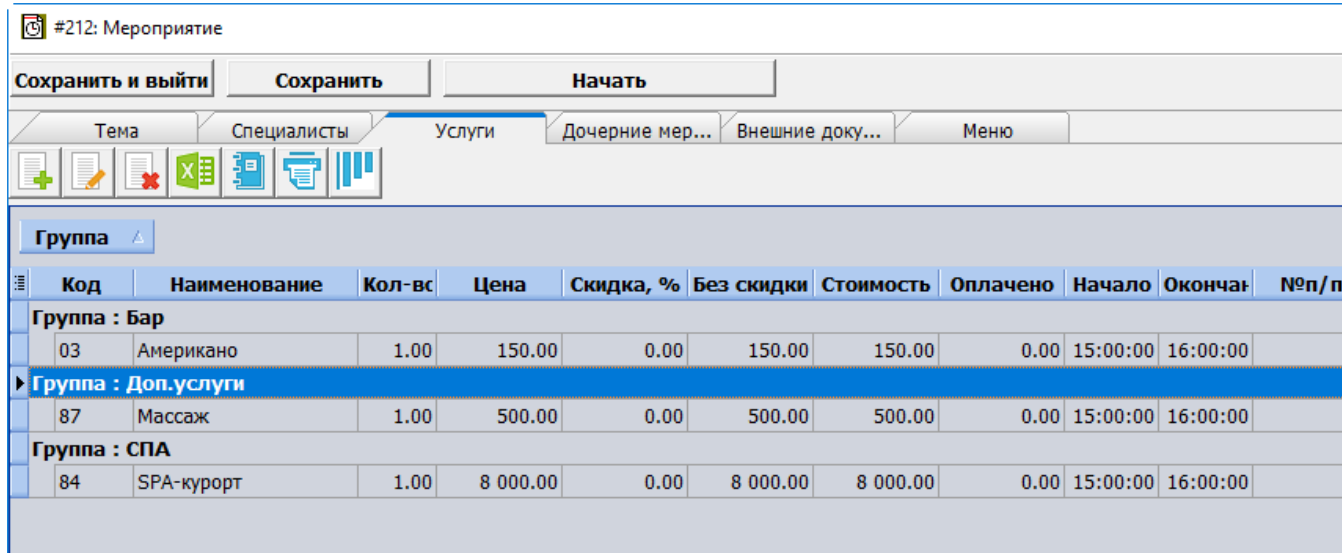 #212: Мероприятие
Сохранить и выйти Сохранить Начать
Тема Специалисты Услуги Дочерние мер... Внешние доку... Меню
Группа
Код Наименование Кол-вс Цена Скидка, % Без скидки Стоимость Оплачено Начало Окончан №п/п
Группа : Бар
03 Американо 1.00 150.00 0.00 150.00 150.00 0.00 15:00:00 16:00:00
Группа : Доп.услуги
87 Массаж 1.00 500.00 0.00 500.00 500.00 0.00 15:00:00 16:00:00
Группа : СПА
84 SPA-курорт 1.00 8 000.00 0.00 8 000.00 8 000.00 0.00 15:00:00 16:00:00